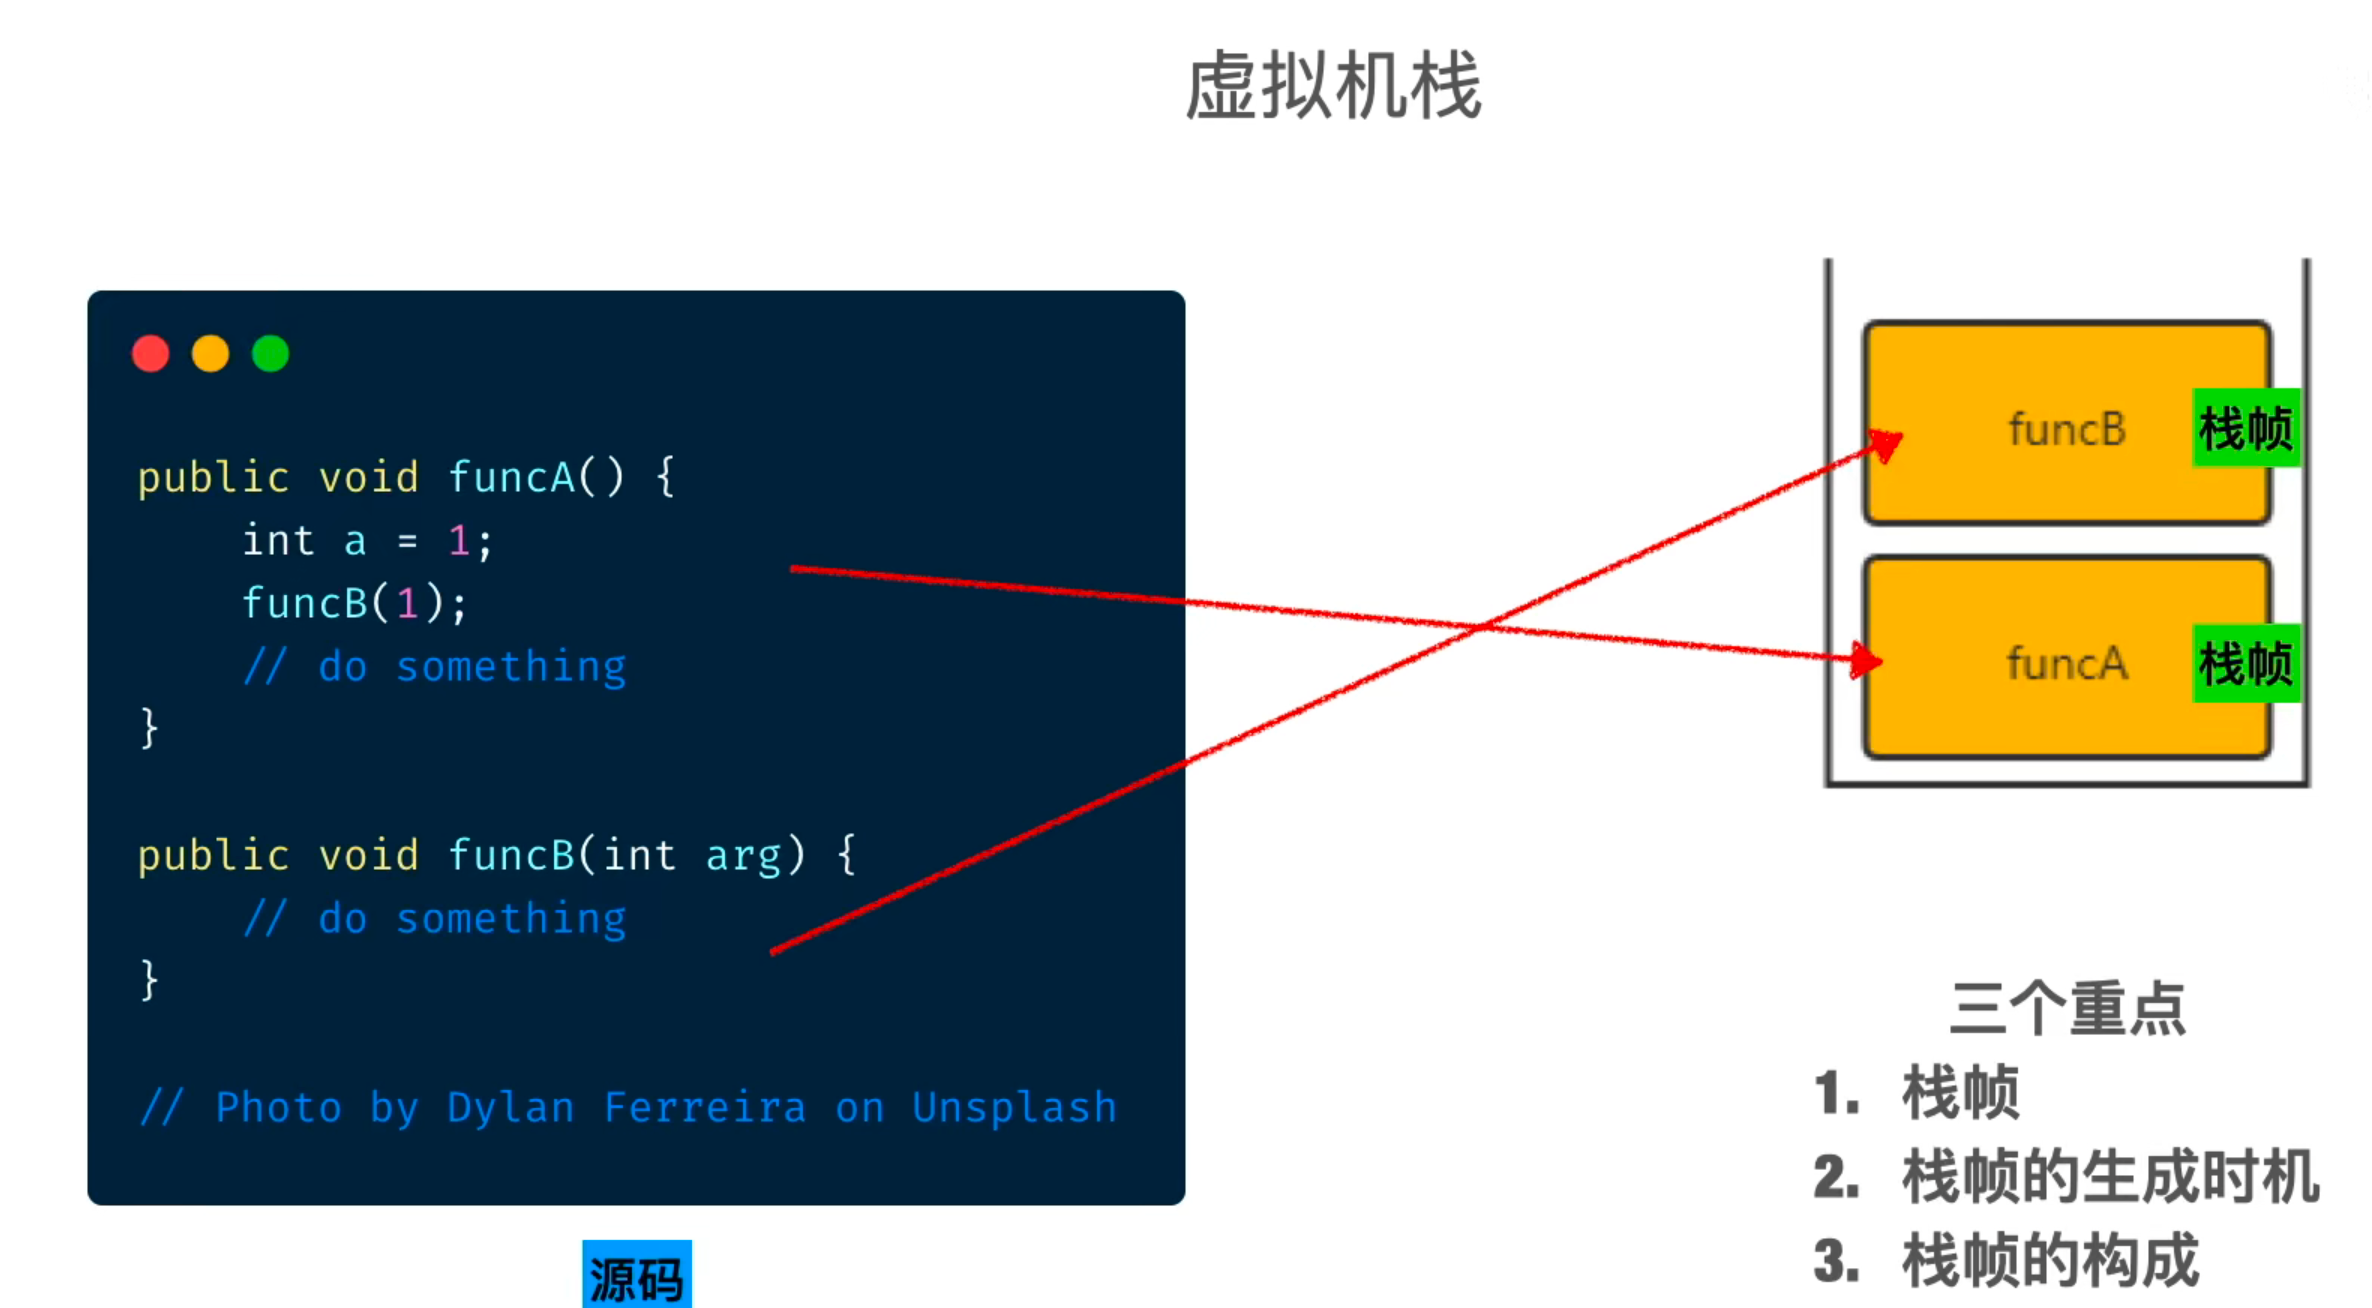 虚拟机栈
public void funcA() {
    int a = 1;
    funcB(1);
    // do something
}
public void funcB(int arg) {
    // do something
}
// Photo by Dylan Ferreira on Unsplash
源码
funcB
栈帧
funcA
栈帧
三个重点
1. 栈帧
2. 栈帧的生成时机
3. 栈帧的构成